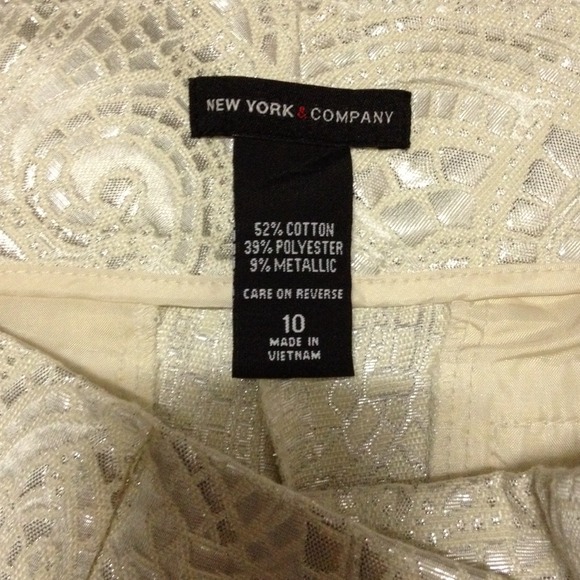 NEW YORK & COMPANY
52% COTTON
39% POLYESTER
9% METALLIC
CARE ON REVERSE
10
MADE IN
VIETNAM